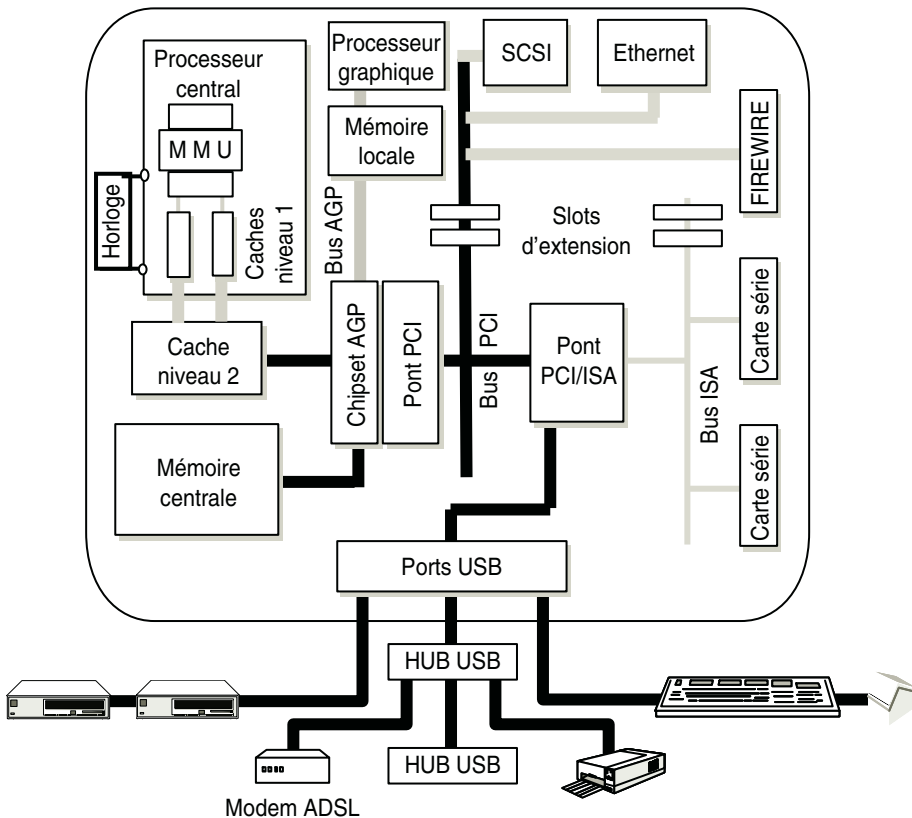 Processeur
central
M M U
Horloge
Caches
niveau 1
Processeur
graphique
Mémoire
locale
Bus AGP
SCSI
Ethernet
FIREWIRE
Slots
d'extension
Cache
niveau 2
Chipset AGP
Pont PCI
Bus PCI
Pont
PCI/ISA
Bus ISA
Carte série
Carte série
Mémoire
centrale
Ports USB
HUB USB
HUB USB
Modem ADSL